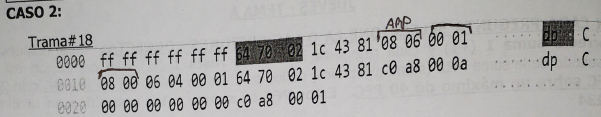 CASO 2:
ARP
Trama#18
0000 ff ff ff ff ff ff 64 70 02 1c 43 81 08 06 00 01 ······dp ··C
0010 08 00 06 04 00 01 64 70 02 1c 43 81 c0 a8 00 0a ······dp ··C
0020 00 00 00 00 00 00 c0 a8 00 01 ··········